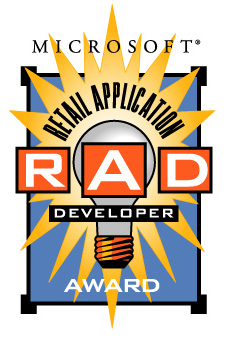 MICROSOFT®
RETAIL APPLICATION
RAD
DEVELOPER
AWARD